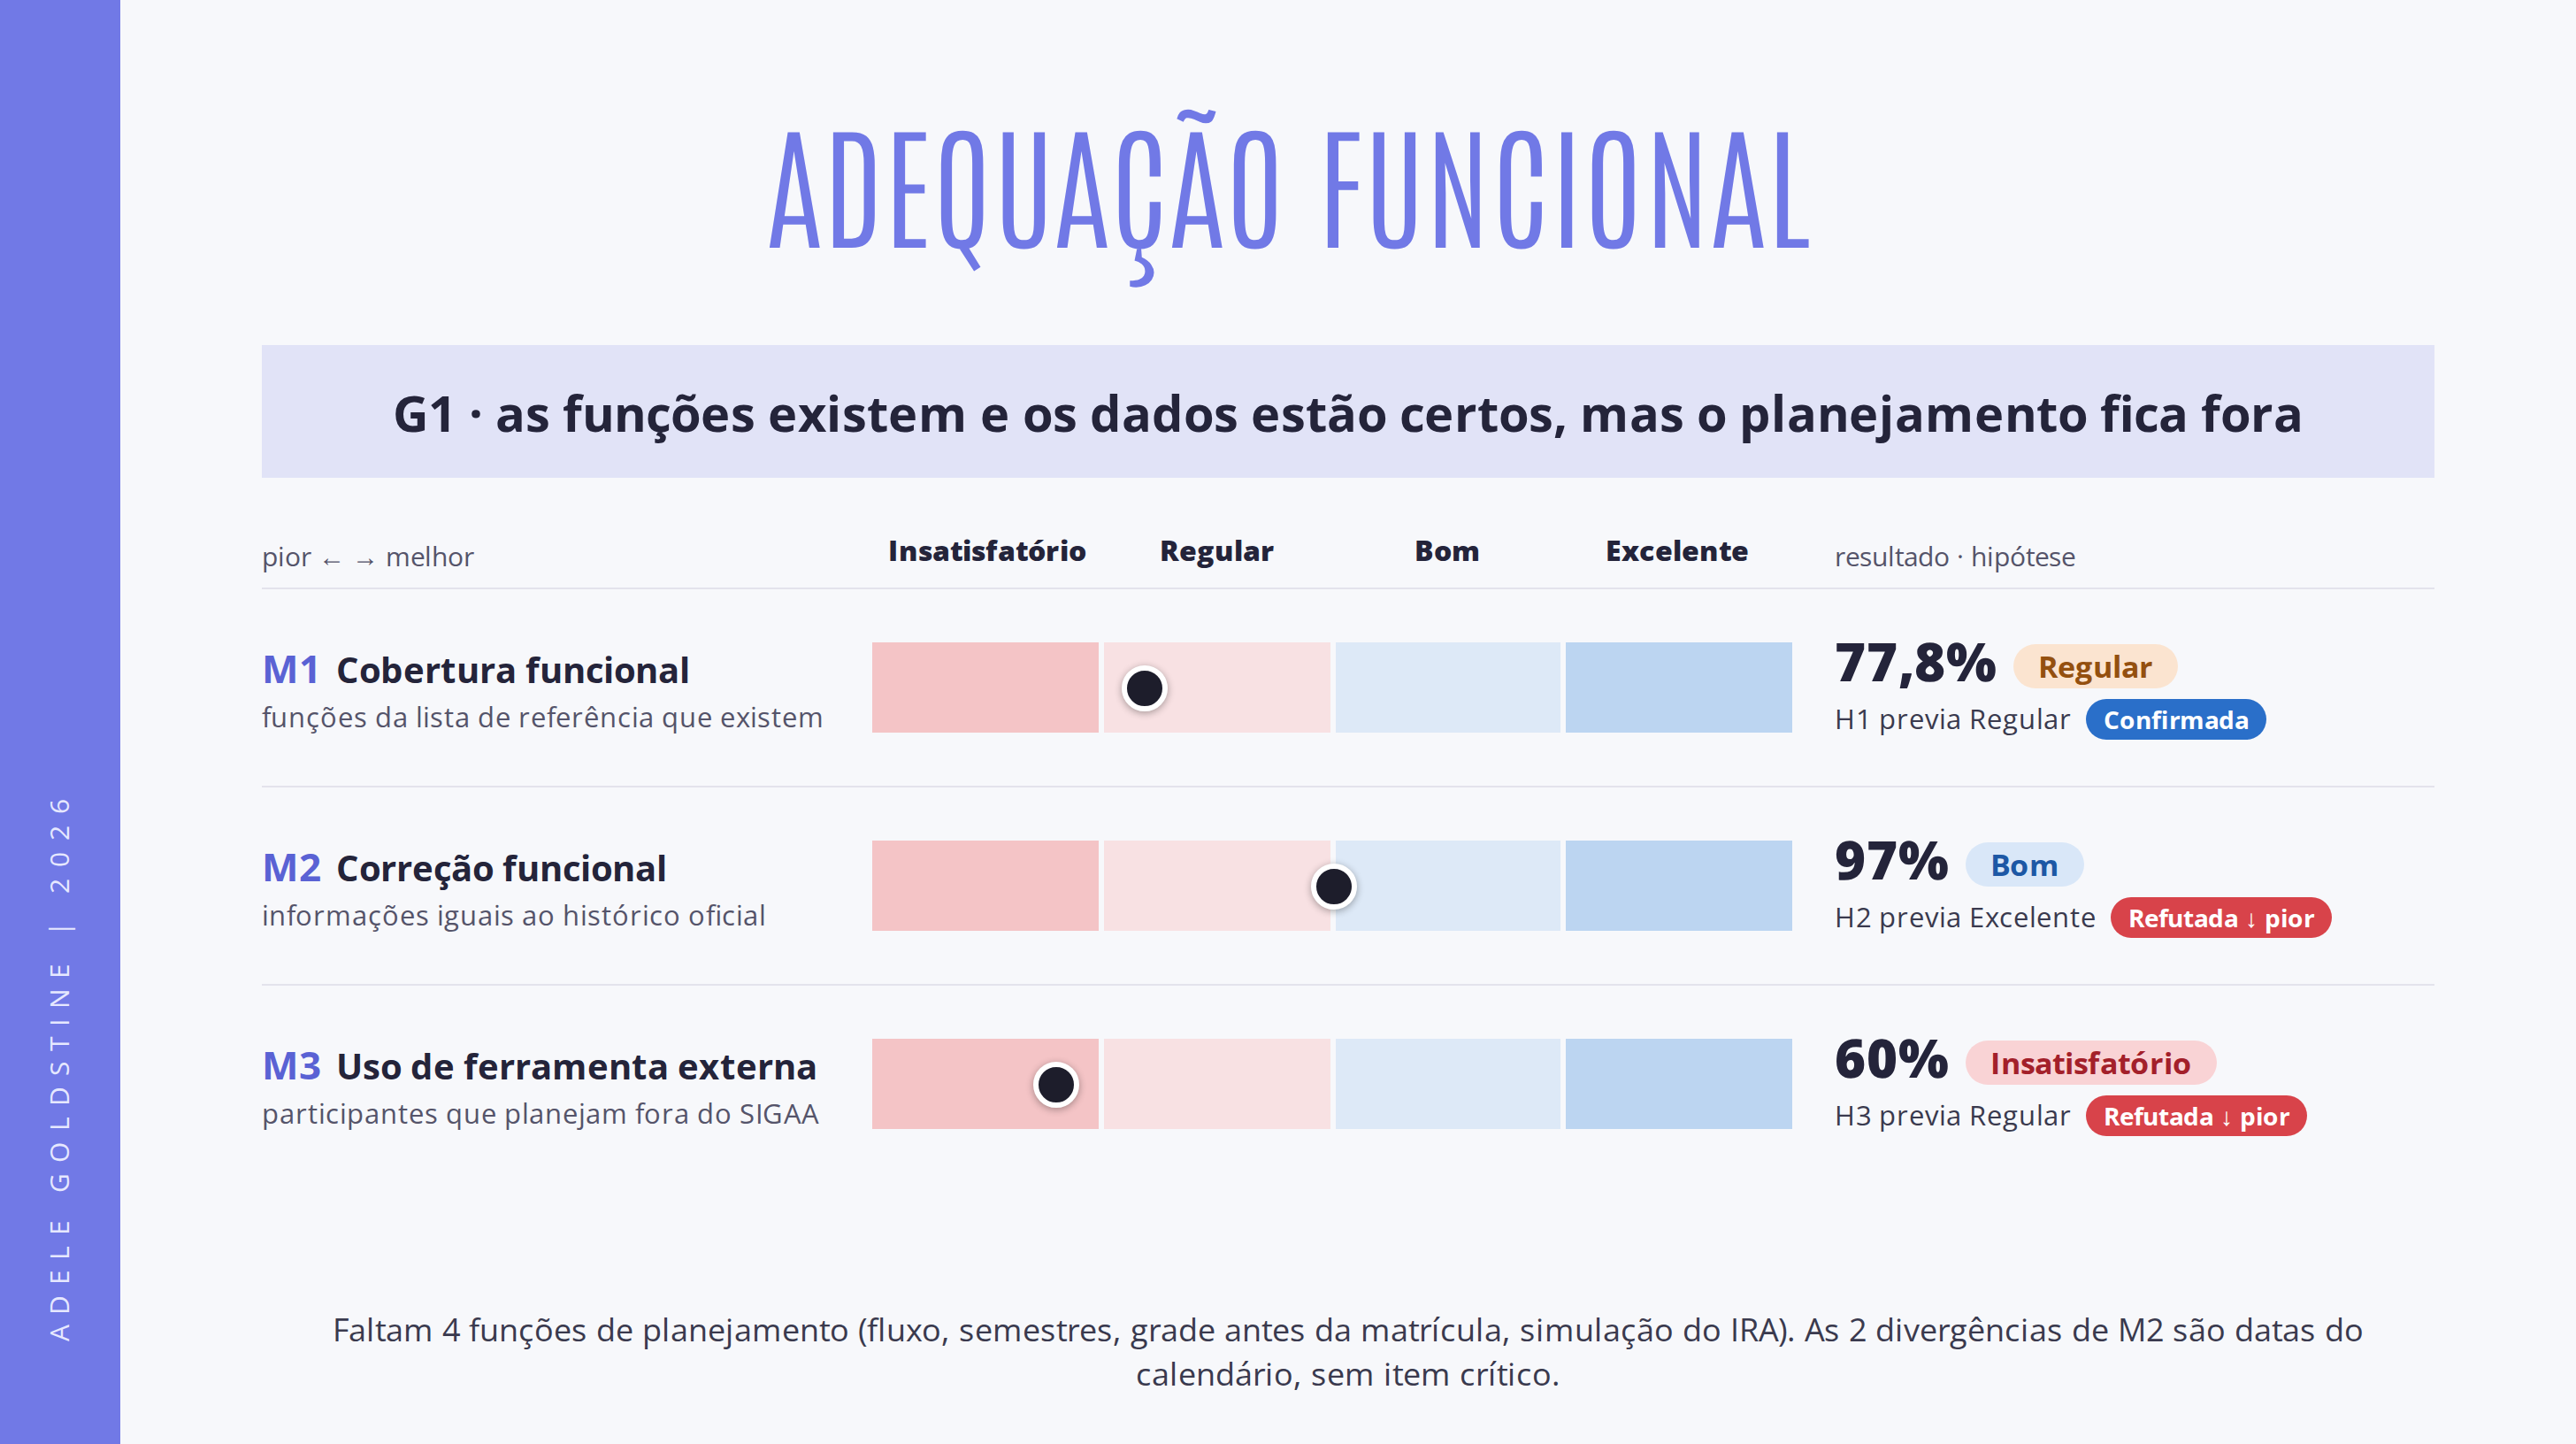 ADEQUAÇÃO FUNCIONAL
G1 · as funções existem e os dados estão certos, mas o planejamento fica fora
pior ← → melhor
Insatisfatório
Regular
Bom
Excelente
resultado · hipótese
M1 Cobertura funcional
funções da lista de referência que existem
77,8% Regular
H1 previa Regular Confirmada
M2 Correção funcional
informações iguais ao histórico oficial
97% Bom
H2 previa Excelente Refutada ↓ pior
M3 Uso de ferramenta externa
participantes que planejam fora do SIGAA
60% Insatisfatório
H3 previa Regular Refutada ↓ pior
Faltam 4 funções de planejamento (fluxo, semestres, grade antes da matrícula, simulação do IRA). As 2 divergências de M2 são datas do
calendário, sem item crítico.
ADELE GOLDSTINE | 2026